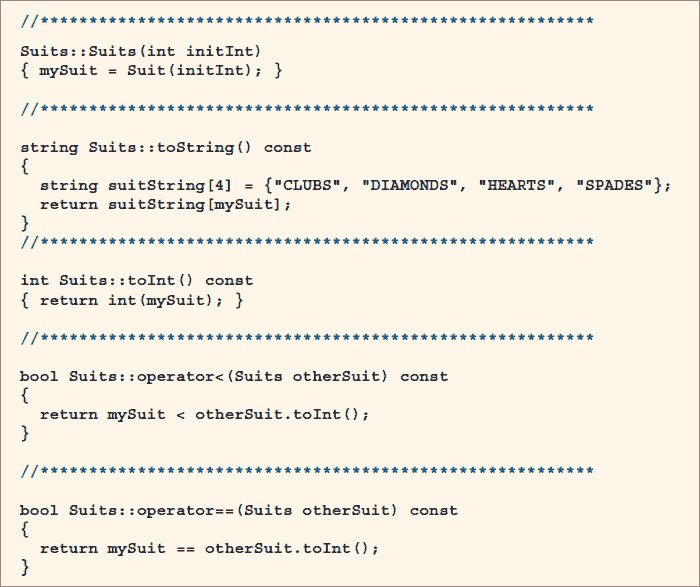 //*********************************************************
Suits::Suits(int initInt)
{ mySuit = Suit(initInt); }
//*********************************************************
string Suits::toString() const
{
string suitString[4] = {"CLUBS", "DIAMONDS", "HEARTS", "SPADES"};
return suitString[mySuit];
}
//*********************************************************
int Suits::toInt() const
{ return int(mySuit); }
//*********************************************************
bool Suits::operator<(Suits otherSuit) const
{
return mySuit < otherSuit.toInt();
}
//*********************************************************
bool Suits::operator==(Suits otherSuit) const
{
return mySuit == otherSuit.toInt();
}